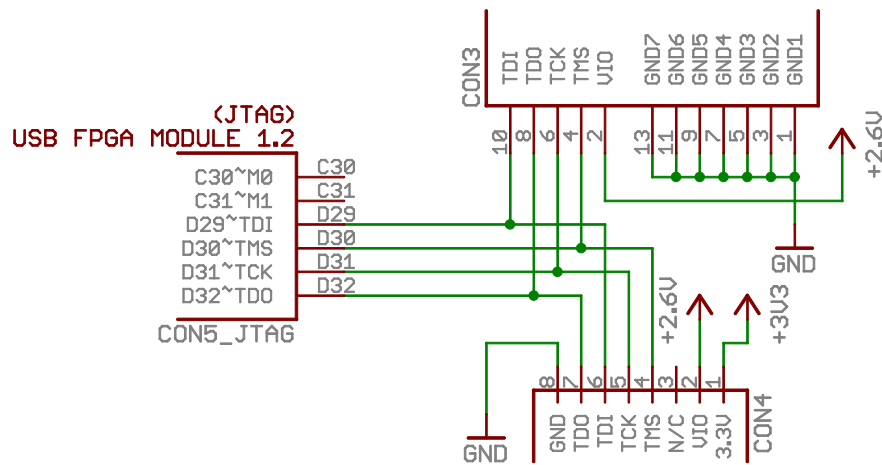 CON3
TDI
TDO
TCK
TMS
VIO
GND7
GND6
GND5
GND4
GND3
GND2
GND1
10
8
6
4
2
13
11
9
7
5
3
1
+2.6V
GND
(JTAG)
USB FPGA MODULE 1.2
C30~M0
C30
C31~M1
C31
D29~TDI
D29
D30~TMS
D30
D31~TCK
D31
D32~TDO
D32
CON5_JTAG
+2.6V
+3V3
GND
8
7
6
5
4
3
2
1
GND
TDO
TDI
TCK
TMS
N/C
VIO
3.3V
CON4